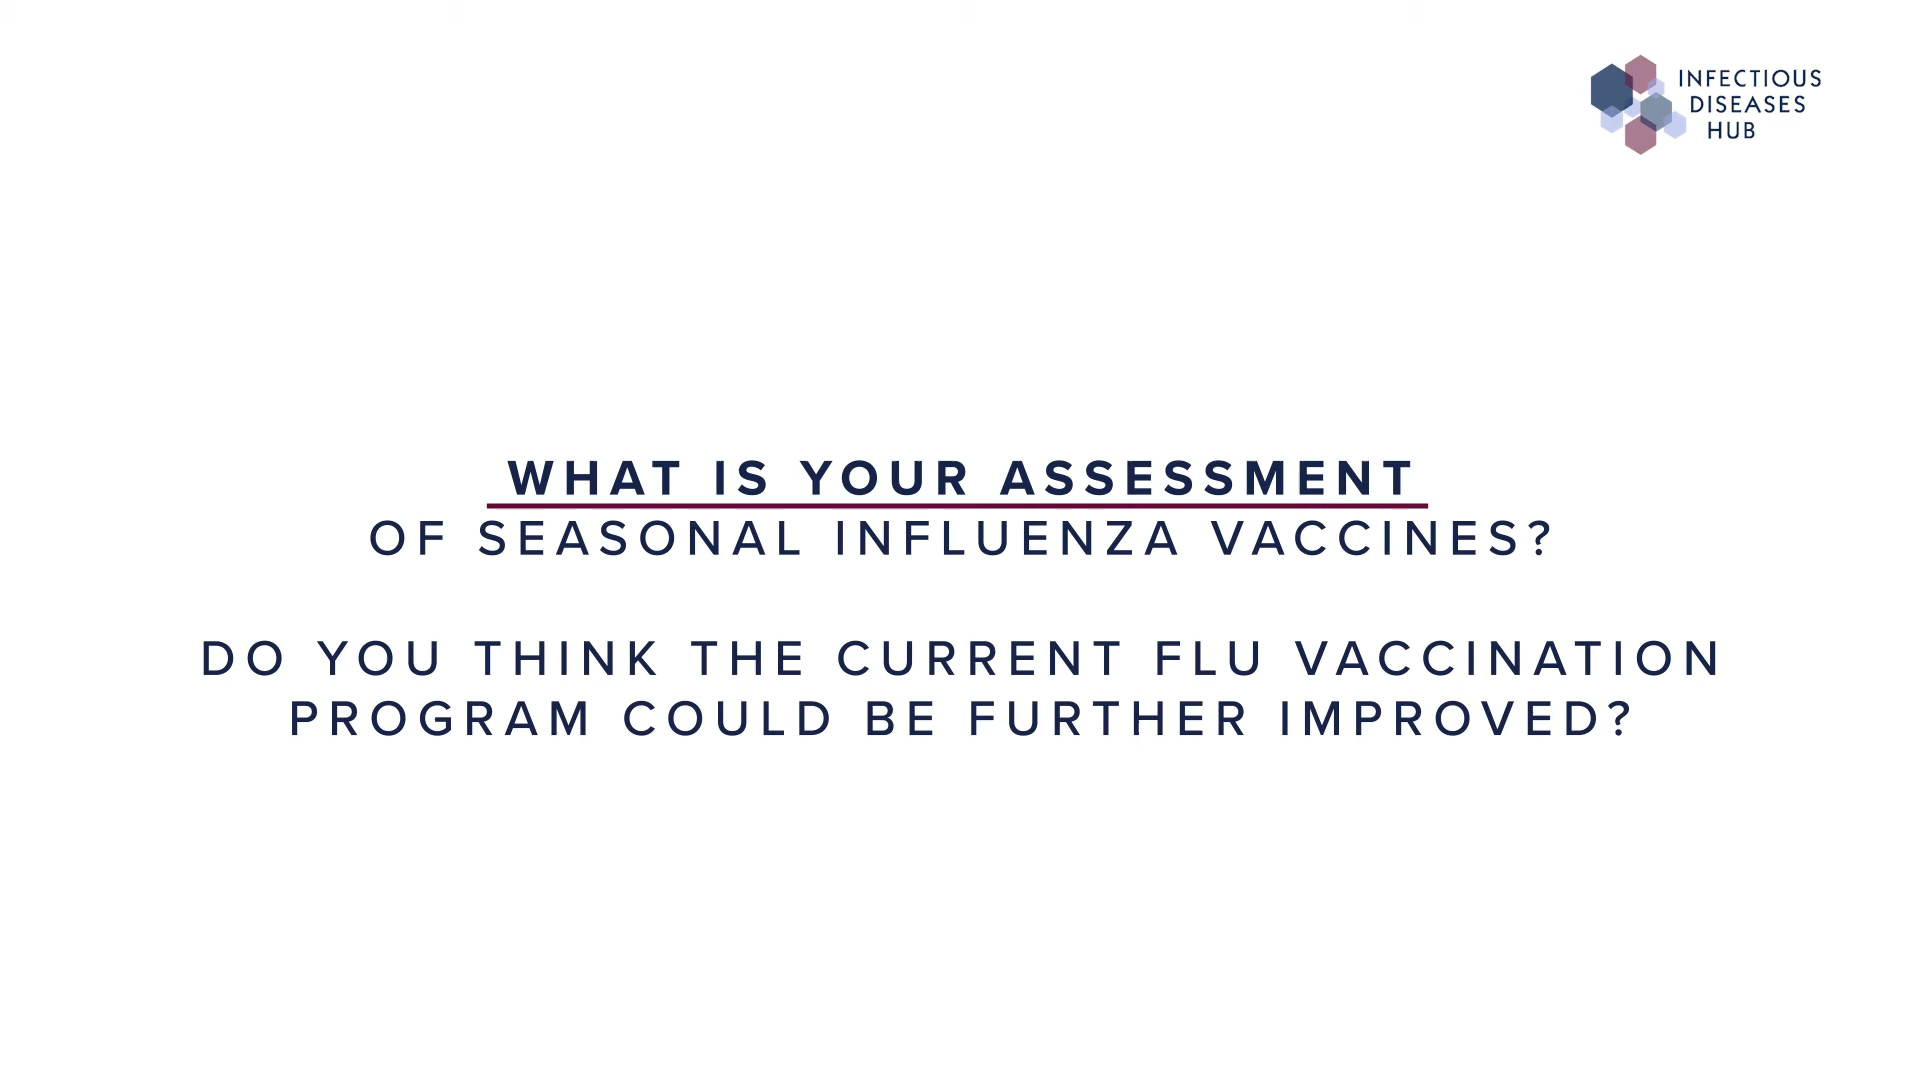 INFECTIOUS
DISEASES
HUB
WHAT IS YOUR ASSESSMENT
OF SEASONAL INFLUENZA VACCINES?
DO YOU THINK THE CURRENT FLU VACCINATION
PROGRAM COULD BE FURTHER IMPROVED?